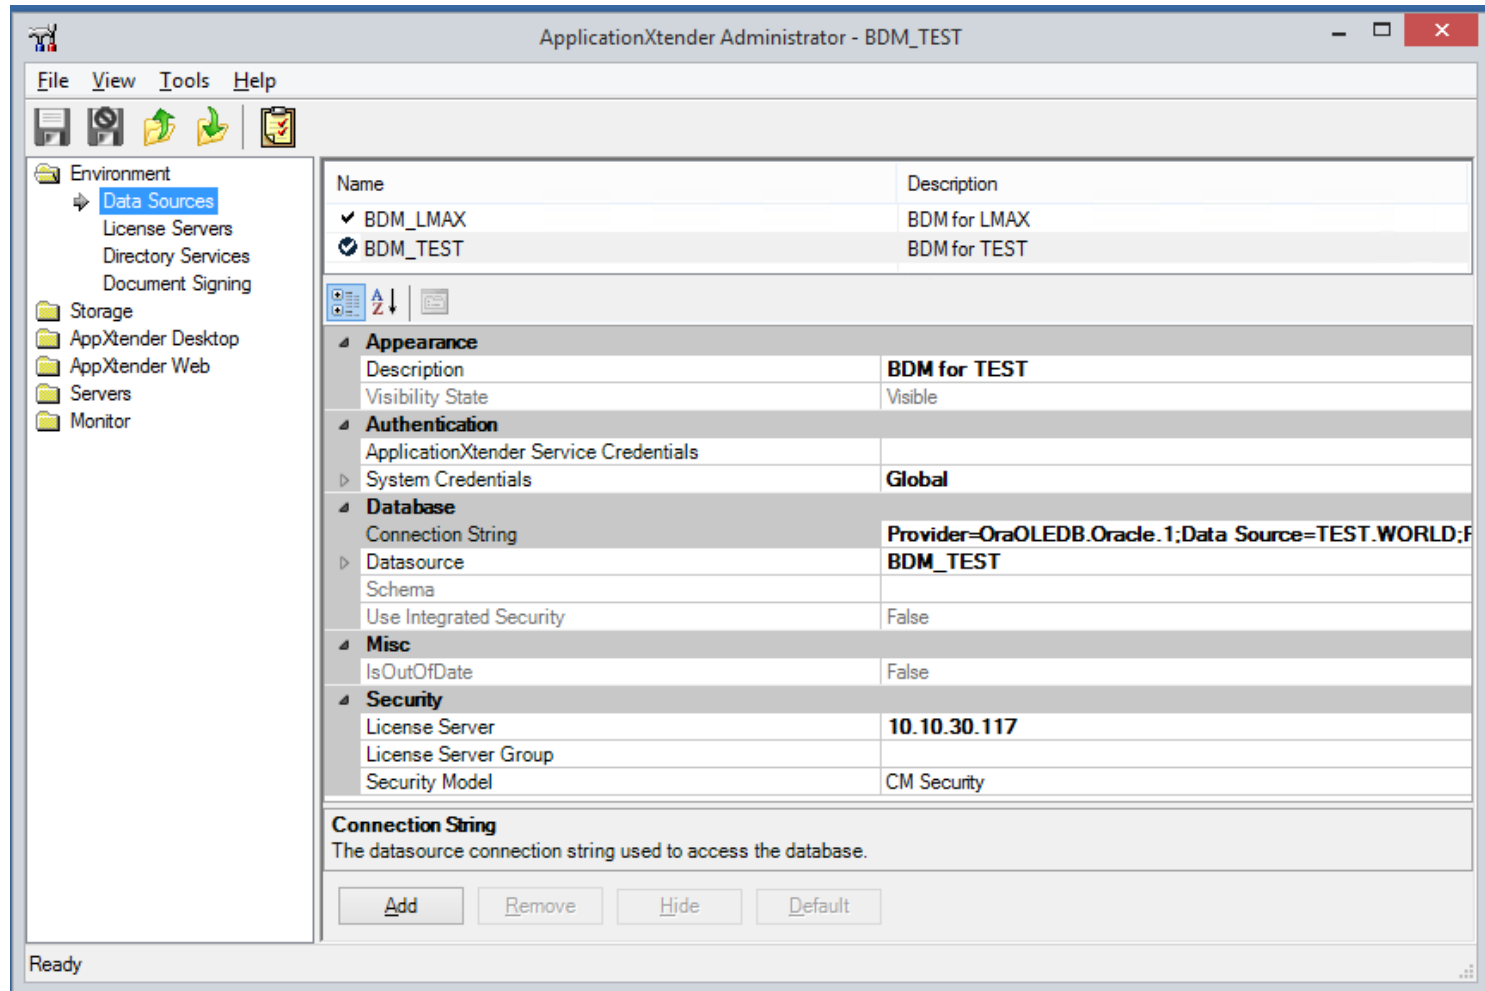 ApplicationXtender Administrator - BDM_TEST
File View Tools Help
Environment
Data Sources
License Servers
Directory Services
Document Signing
Storage
AppXtender Desktop
AppXtender Web
Servers
Monitor
Name Description
BDM_LMAX BDM for LMAX
BDM_TEST BDM for TEST
Appearance
Description BDM for TEST
Visibility State Visible
Authentication
ApplicationXtender Service Credentials
System Credentials Global
Database
Connection String Provider=OraOLEDB.Oracle.1;Data Source=TEST.WORLD;F
Datasource BDM_TEST
Schema
Use Integrated Security False
Misc
IsOutOfDate False
Security
License Server 10.10.30.117
License Server Group
Security Model CM Security
Connection String
The datasource connection string used to access the database.
Add Remove Hide Default
Ready